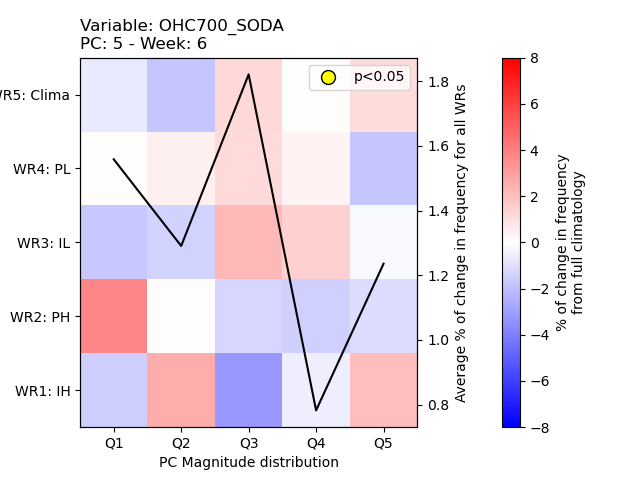 Variable: OHC700_SODA
PC: 5 - Week: 6
p<0.05
WR5: Clima
WR4: PL
WR3: IL
WR2: PH
WR1: IH
Q1 Q2 Q3 Q4 Q5
PC Magnitude distribution
1.8
1.6
1.4
1.2
1.0
0.8
Average % of change in frequency for all WRs
8
6
4
2
0
−2
−4
−6
−8
% of change in frequency
from full climatology